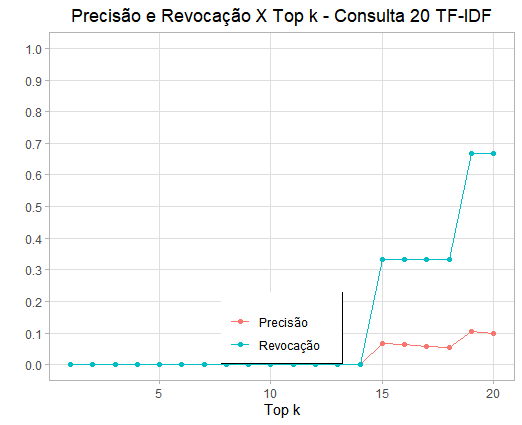 Precisão e Revocação X Top k - Consulta 20 TF-IDF
1.0
0.9
0.8
0.7
0.6
0.5
0.4
0.3
0.2
0.1
0.0
Precisão
Revocação
5 10 15 20
Top k